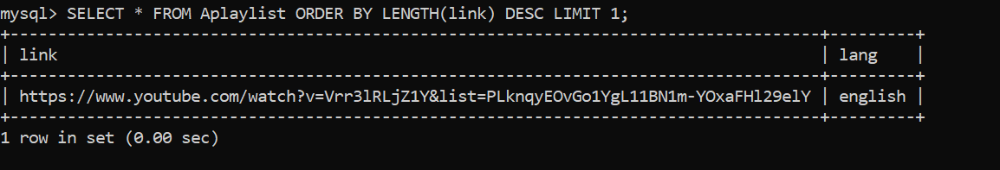 mysql> SELECT * FROM Aplaylist ORDER BY LENGTH(link) DESC LIMIT 1;
+------------------------------------------------------------------------------+---------+
| link                                                                         | lang    |
+------------------------------------------------------------------------------+---------+
| https://www.youtube.com/watch?v=Vrr3lRLjZ1Y&list=PLknqyEOvGo1YgL11BN1m-YOxaFHl29elY | english |
+------------------------------------------------------------------------------+---------+
1 row in set (0.00 sec)